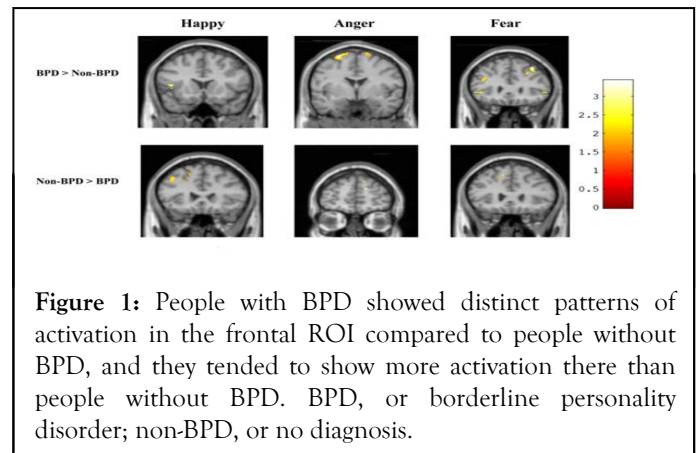 Happy Anger Fear
BPD > Non-BPD
3
2.5
2
1.5
1
0.5
0
Non-BPD > BPD
Figure 1: People with BPD showed distinct patterns of
activation in the frontal ROI compared to people without
BPD, and they tended to show more activation there than
people without BPD. BPD, or borderline personality
disorder; non-BPD, or no diagnosis.